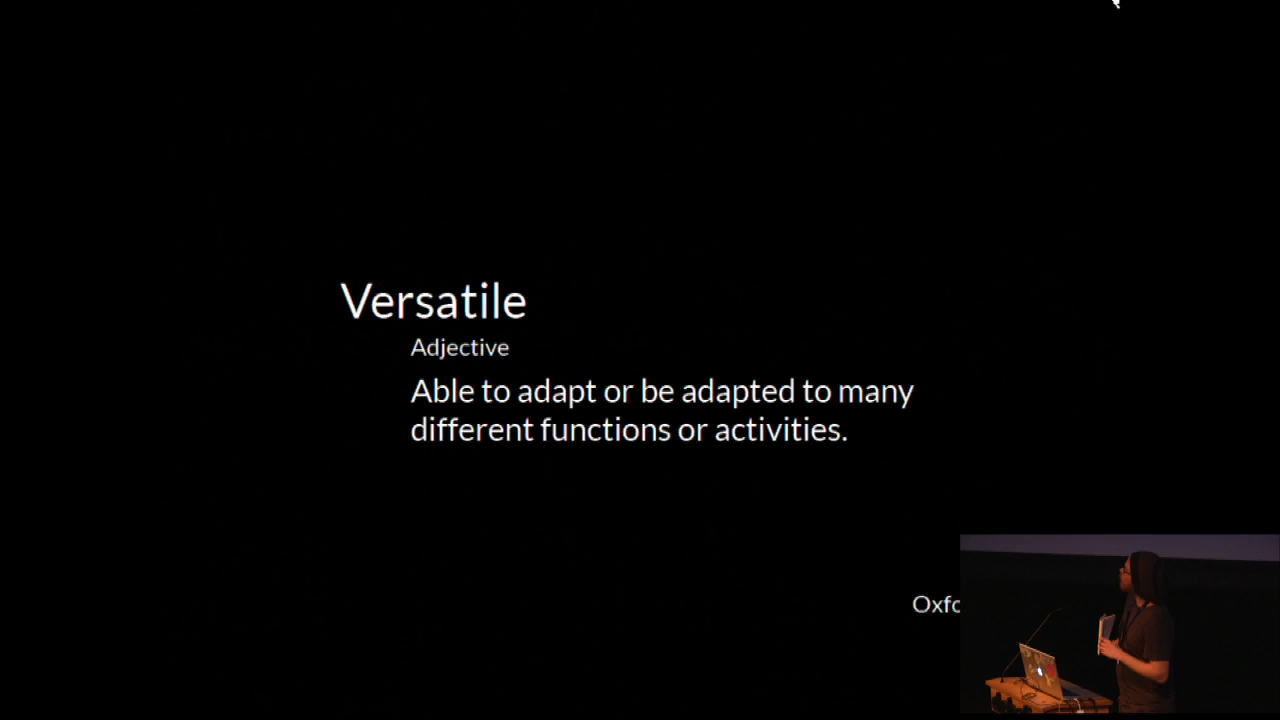 Versatile
Adjective
Able to adapt or be adapted to many
different functions or activities.